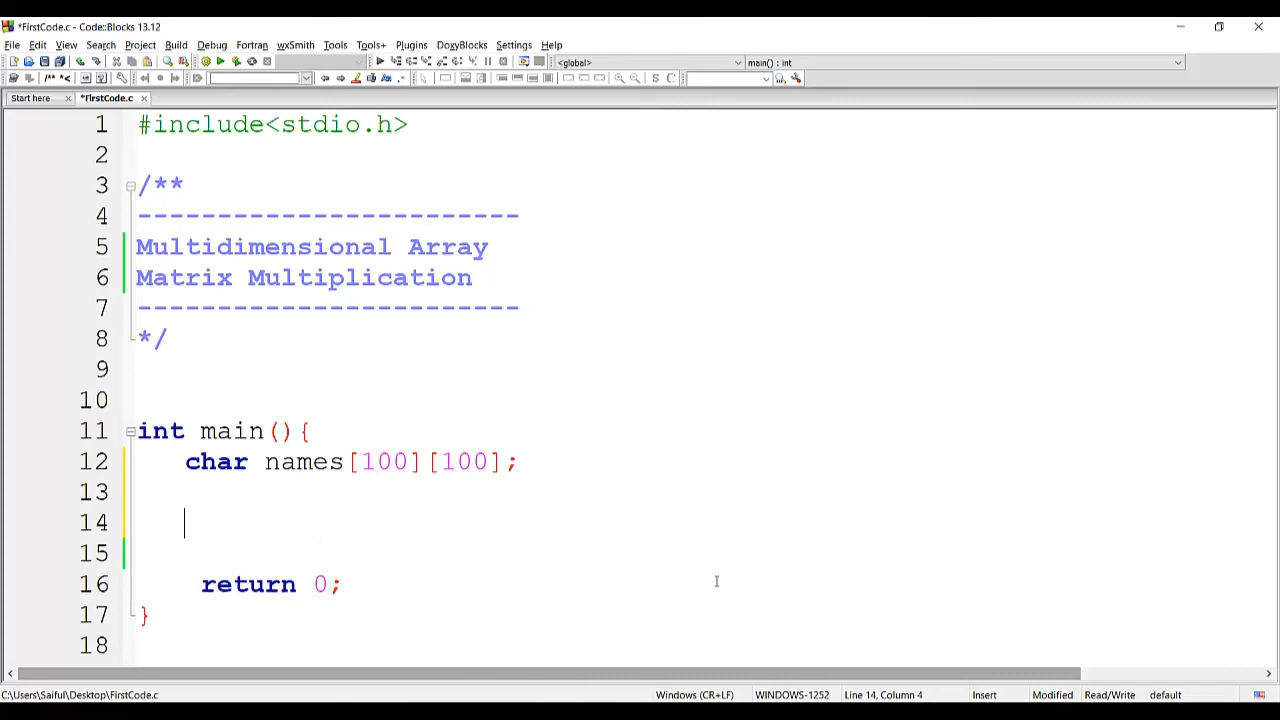 *FirstCode.c - Code::Blocks 13.12
File Edit View Search Project Build Debug Fortran wxSmith Tools Tools+ Plugins DoxyBlocks Settings Help
<global> main() : int
/** *<
S C
Start here *FirstCode.c
1 #include<stdio.h>
2
3 /**
4 ------------------------
5 Multidimensional Array
6 Matrix Multiplication
7 ------------------------
8 */
9
10
11 int main(){
12 char names[100][100];
13
14
15
16 return 0;
17 }
18
C:\Users\Saiful\Desktop\FirstCode.c Windows (CR+LF) WINDOWS-1252 Line 14, Column 4 Insert Modified Read/Write default